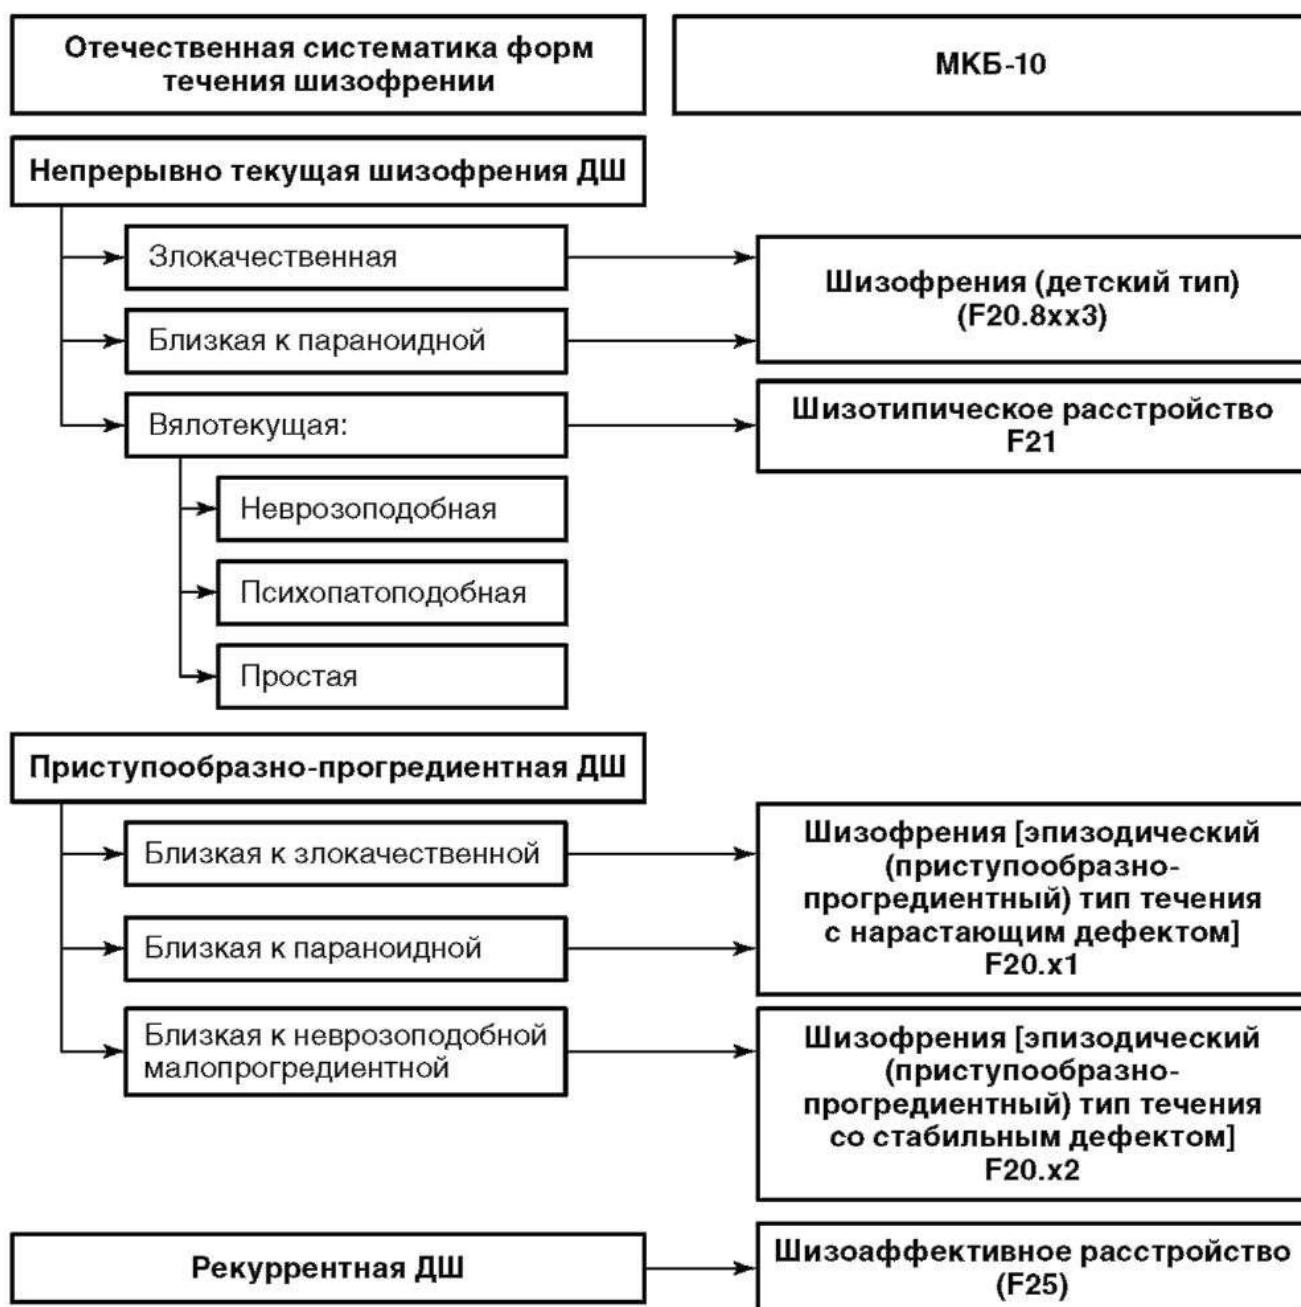 Отечественная систематика форм
течения шизофрении
МКБ-10
Непрерывно текущая шизофрения ДШ
Злокачественная
Шизофрения (детский тип)
(F20.8xx3)
Близкая к параноидной
Вялотекущая:
Шизотипическое расстройство
F21
Неврозоподобная
Психопатоподобная
Простая
Приступообразно-прогредиентная ДШ
Близкая к злокачественной
Близкая к параноидной
Шизофрения [эпизодический
(приступообразно-
прогредиентный) тип течения
с нарастающим дефектом]
F20.x1
Близкая к неврозоподобной
малопрогредиентной
Шизофрения [эпизодический
(приступообразно-
прогредиентный) тип течения
со стабильным дефектом]
F20.x2
Рекуррентная ДШ
Шизоаффективное расстройство
(F25)